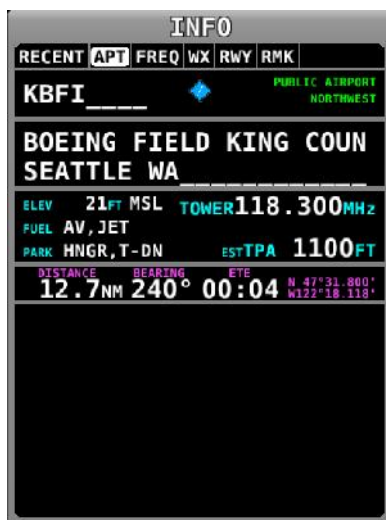 INFO
RECENT APT FREQ WX RWY RMK
KBFI____ PUBLIC AIRPORT
NORTHWEST
BOEING FIELD KING COUN
SEATTLE WA____________
ELEV 21FT MSL TOWER118.300MHz
FUEL AV,JET
PARK HNGR,T-DN ESTTPA 1100FT
DISTANCE BEARING ETE
12.7NM 240° 00:04 N 47°31.800'
W122°18.118'